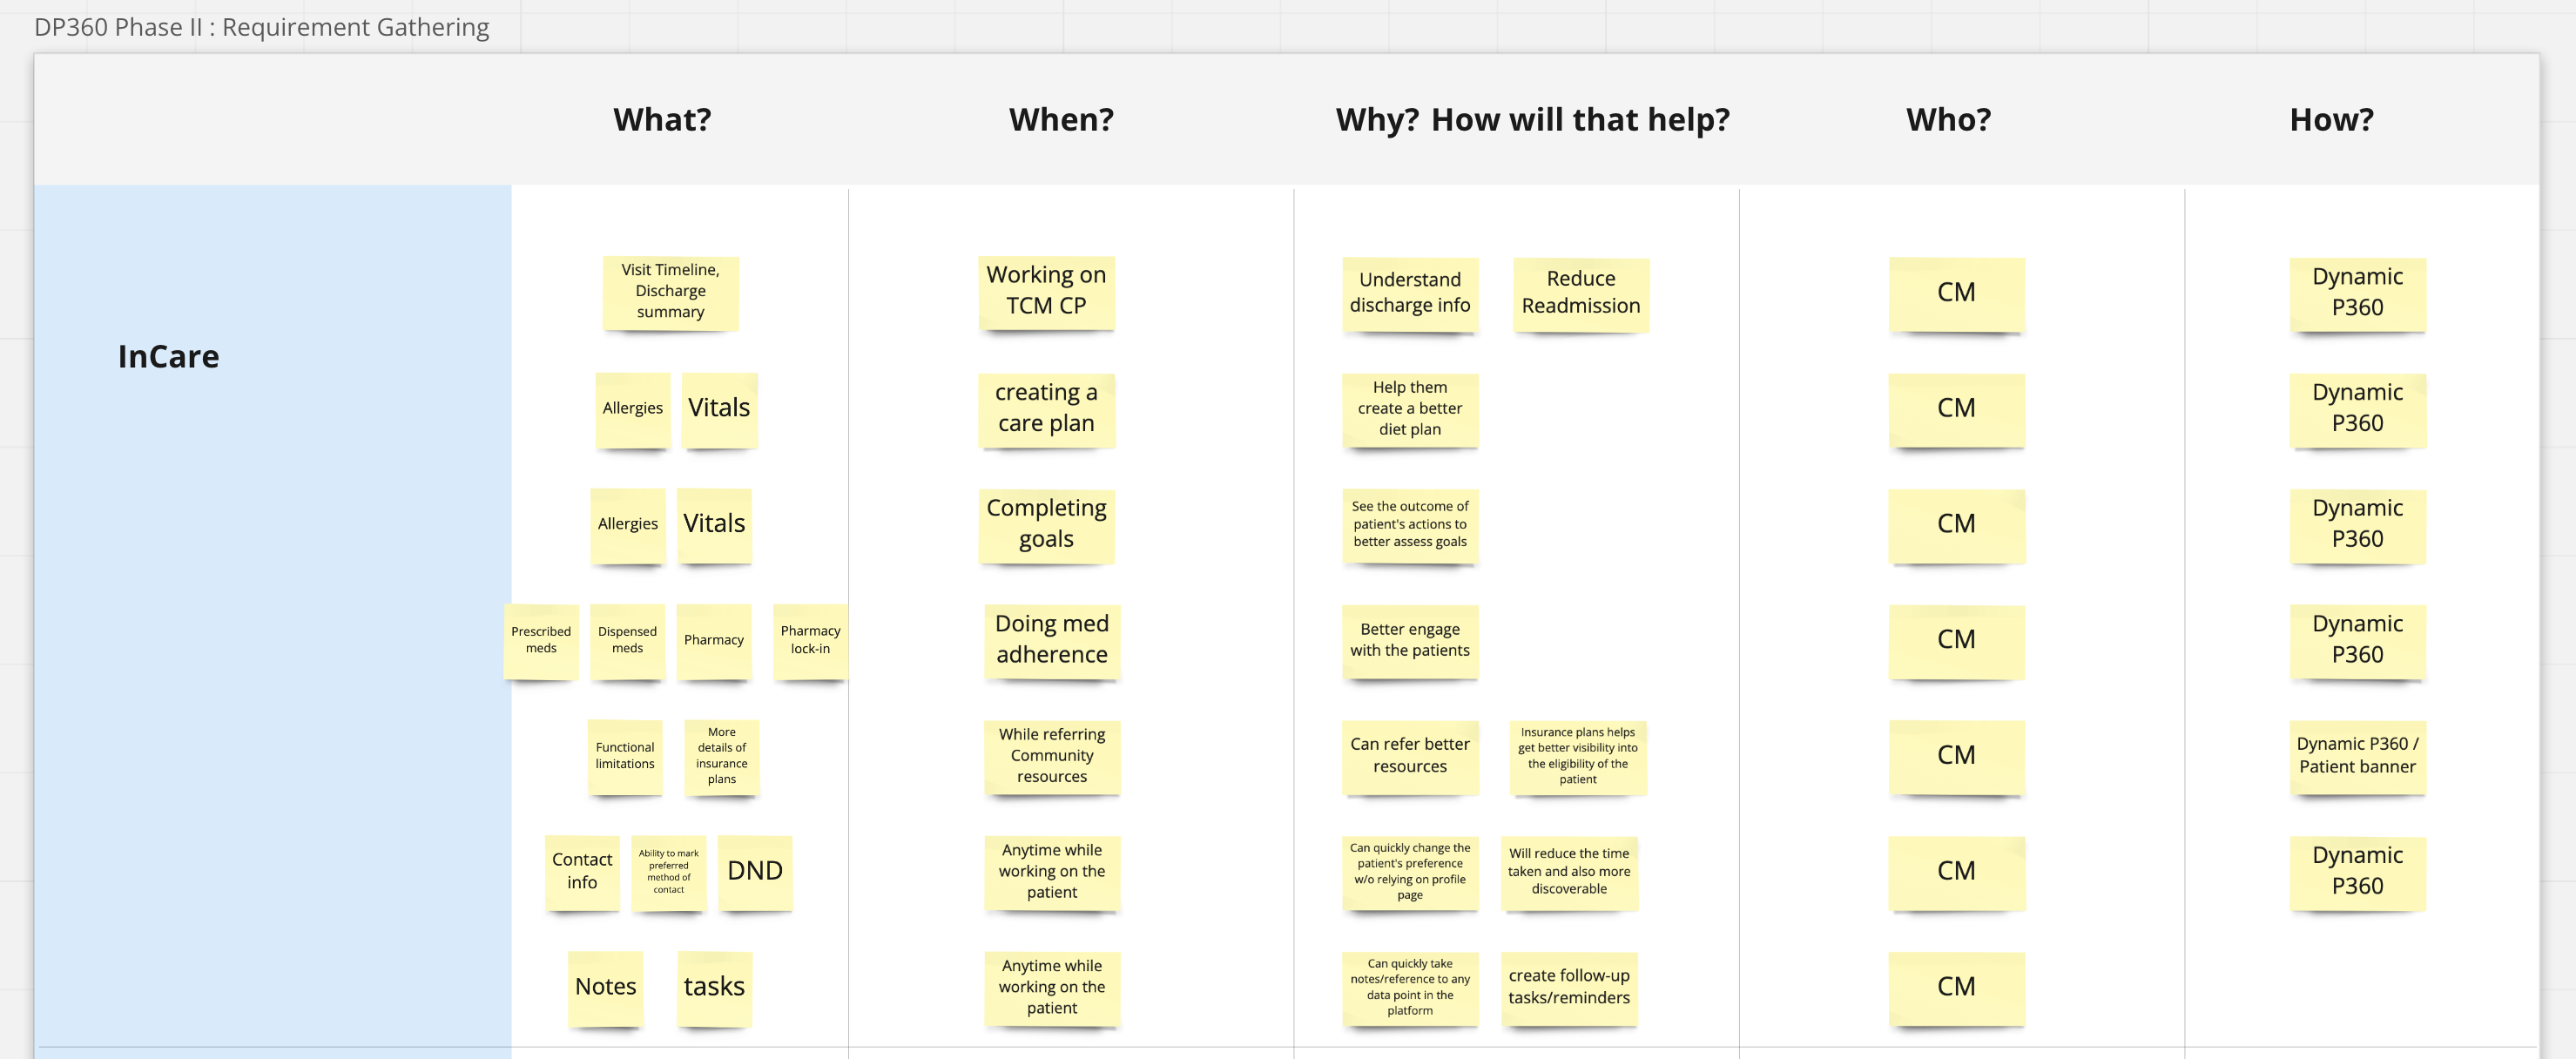 DP360 Phase II : Requirement Gathering
What?
When?
Why? How will that help?
Who?
How?
InCare
Visit Timeline,
Discharge
summary
Working on
TCM CP
Understand
discharge info
Reduce
Readmission
CM
Dynamic
P360
Allergies
Vitals
creating a
care plan
Help them
create a better
diet plan
CM
Dynamic
P360
Allergies
Vitals
Completing
goals
See the outcome of
patient's actions to
better assess goals
CM
Dynamic
P360
Prescribed
meds
Dispensed
meds
Pharmacy
Pharmacy
lock-in
Doing med
adherence
Better engage
with the patients
CM
Dynamic
P360
Functional
limitations
More
details of
insurance
plans
While referring
Community
resources
Can refer better
resources
Insurance plans helps
get better visibility into
the eligibility of the
patient
CM
Dynamic P360 /
Patient banner
Contact
info
Ability to mark
preferred
method of
contact
DND
Anytime while
working on the
patient
Can quickly change the
patient's preference
w/o relying on profile
page
Will reduce the time
taken and also more
discoverable
CM
Dynamic
P360
Notes
tasks
Anytime while
working on the
patient
Can quickly take
notes/reference to any
data point in the
platform
create follow-up
tasks/reminders
CM